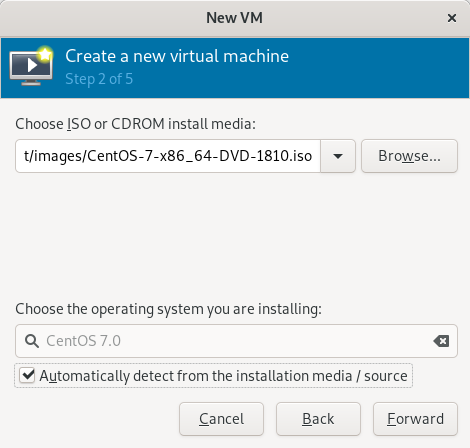 New VM
Create a new virtual machine
Step 2 of 5
Choose ISO or CDROM install media:
t/images/CentOS-7-x86_64-DVD-1810.iso
Browse...
Choose the operating system you are installing:
CentOS 7.0
Automatically detect from the installation media / source
Cancel
Back
Forward